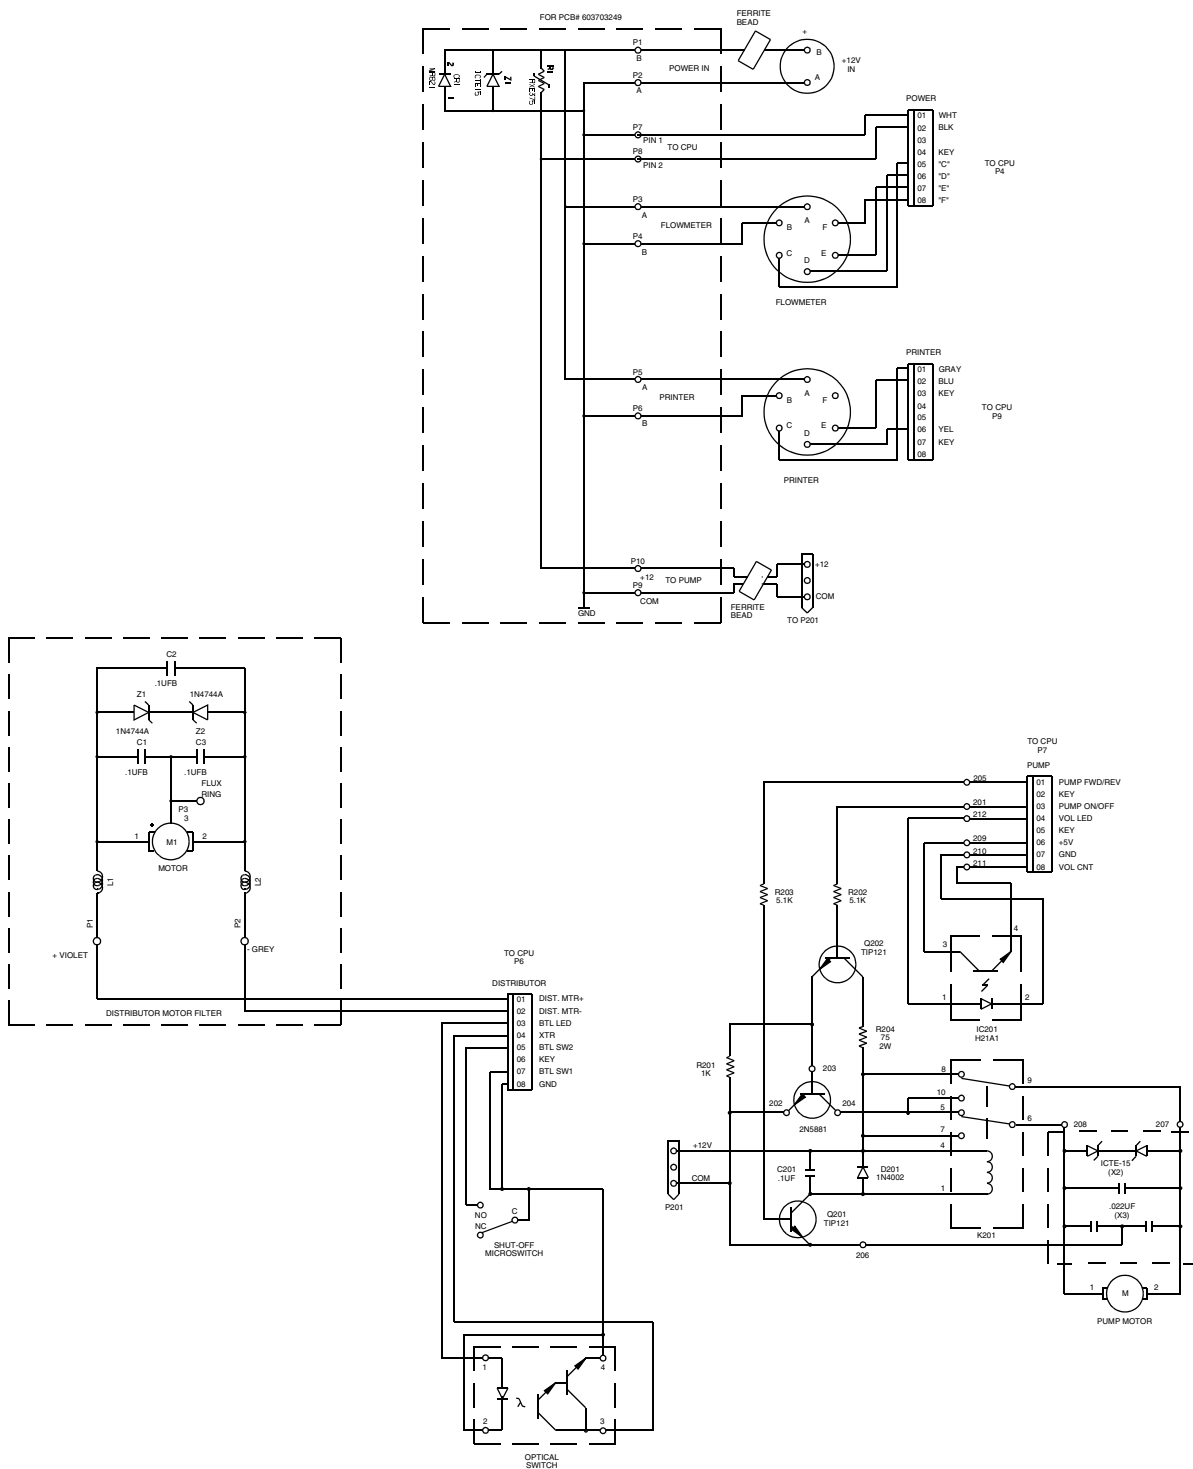 FOR PCB# 603703249
FERRITE
BEAD
P1
B
POWER IN
P2
A
+
B
A
+12V
IN
2
CR1
1
1CTE15
Z1
R1
RXE375
POWER
01 WHT
02 BLK
03
04 KEY
05 "C"
06 "D"
07 "E"
08 "F"
TO CPU
P4
P7
PIN 1
TO CPU
P8
PIN 2
P3
A
FLOWMETER
P4
B
A
B
F
C
E
D
FLOWMETER
PRINTER
01 GRAY
02 BLU
03 KEY
04
05
06 YEL
07 KEY
08
TO CPU
P9
P5
A
PRINTER
P6
B
A
B
F
C
E
D
PRINTER
P10
+12
TO PUMP
P9
COM
GND
FERRITE
BEAD
+12
COM
TO P201
C2
.1UFB
Z1
1N4744A
1N4744A
Z2
C1
C3
.1UFB
.1UFB
FLUX
RING
P3
3
1
M1
2
MOTOR
L1
L2
P1
P2
+ VIOLET
- GREY
DISTRIBUTOR MOTOR FILTER
TO CPU
P6
DISTRIBUTOR
01 DIST. MTR+
02 DIST. MTR-
03 BTL LED
04 XTR
05 BTL SW2
06 KEY
07 BTL SW1
08 GND
NO
NC
C
SHUT-OFF
MICROSWITCH
1
4
λ
2
3
OPTICAL
SWITCH
TO CPU
P7
PUMP
205 01 PUMP FWD/REV
02 KEY
201 03 PUMP ON/OFF
212 04 VOL LED
05 KEY
209 06 +5V
210 07 GND
211 08 VOL CNT
R203
5.1K
R202
5.1K
Q202
TIP121
4
3
1
2
IC201
H21A1
R204
75
2W
R201
1K
203
202
204
2N5881
8
9
10
5
6
7
4
1
K201
208
207
ICTE-15
(X2)
.022UF
(X3)
+12V
COM
P201
C201
.1UF
D201
1N4002
Q201
TIP121
206
1
M
2
PUMP MOTOR